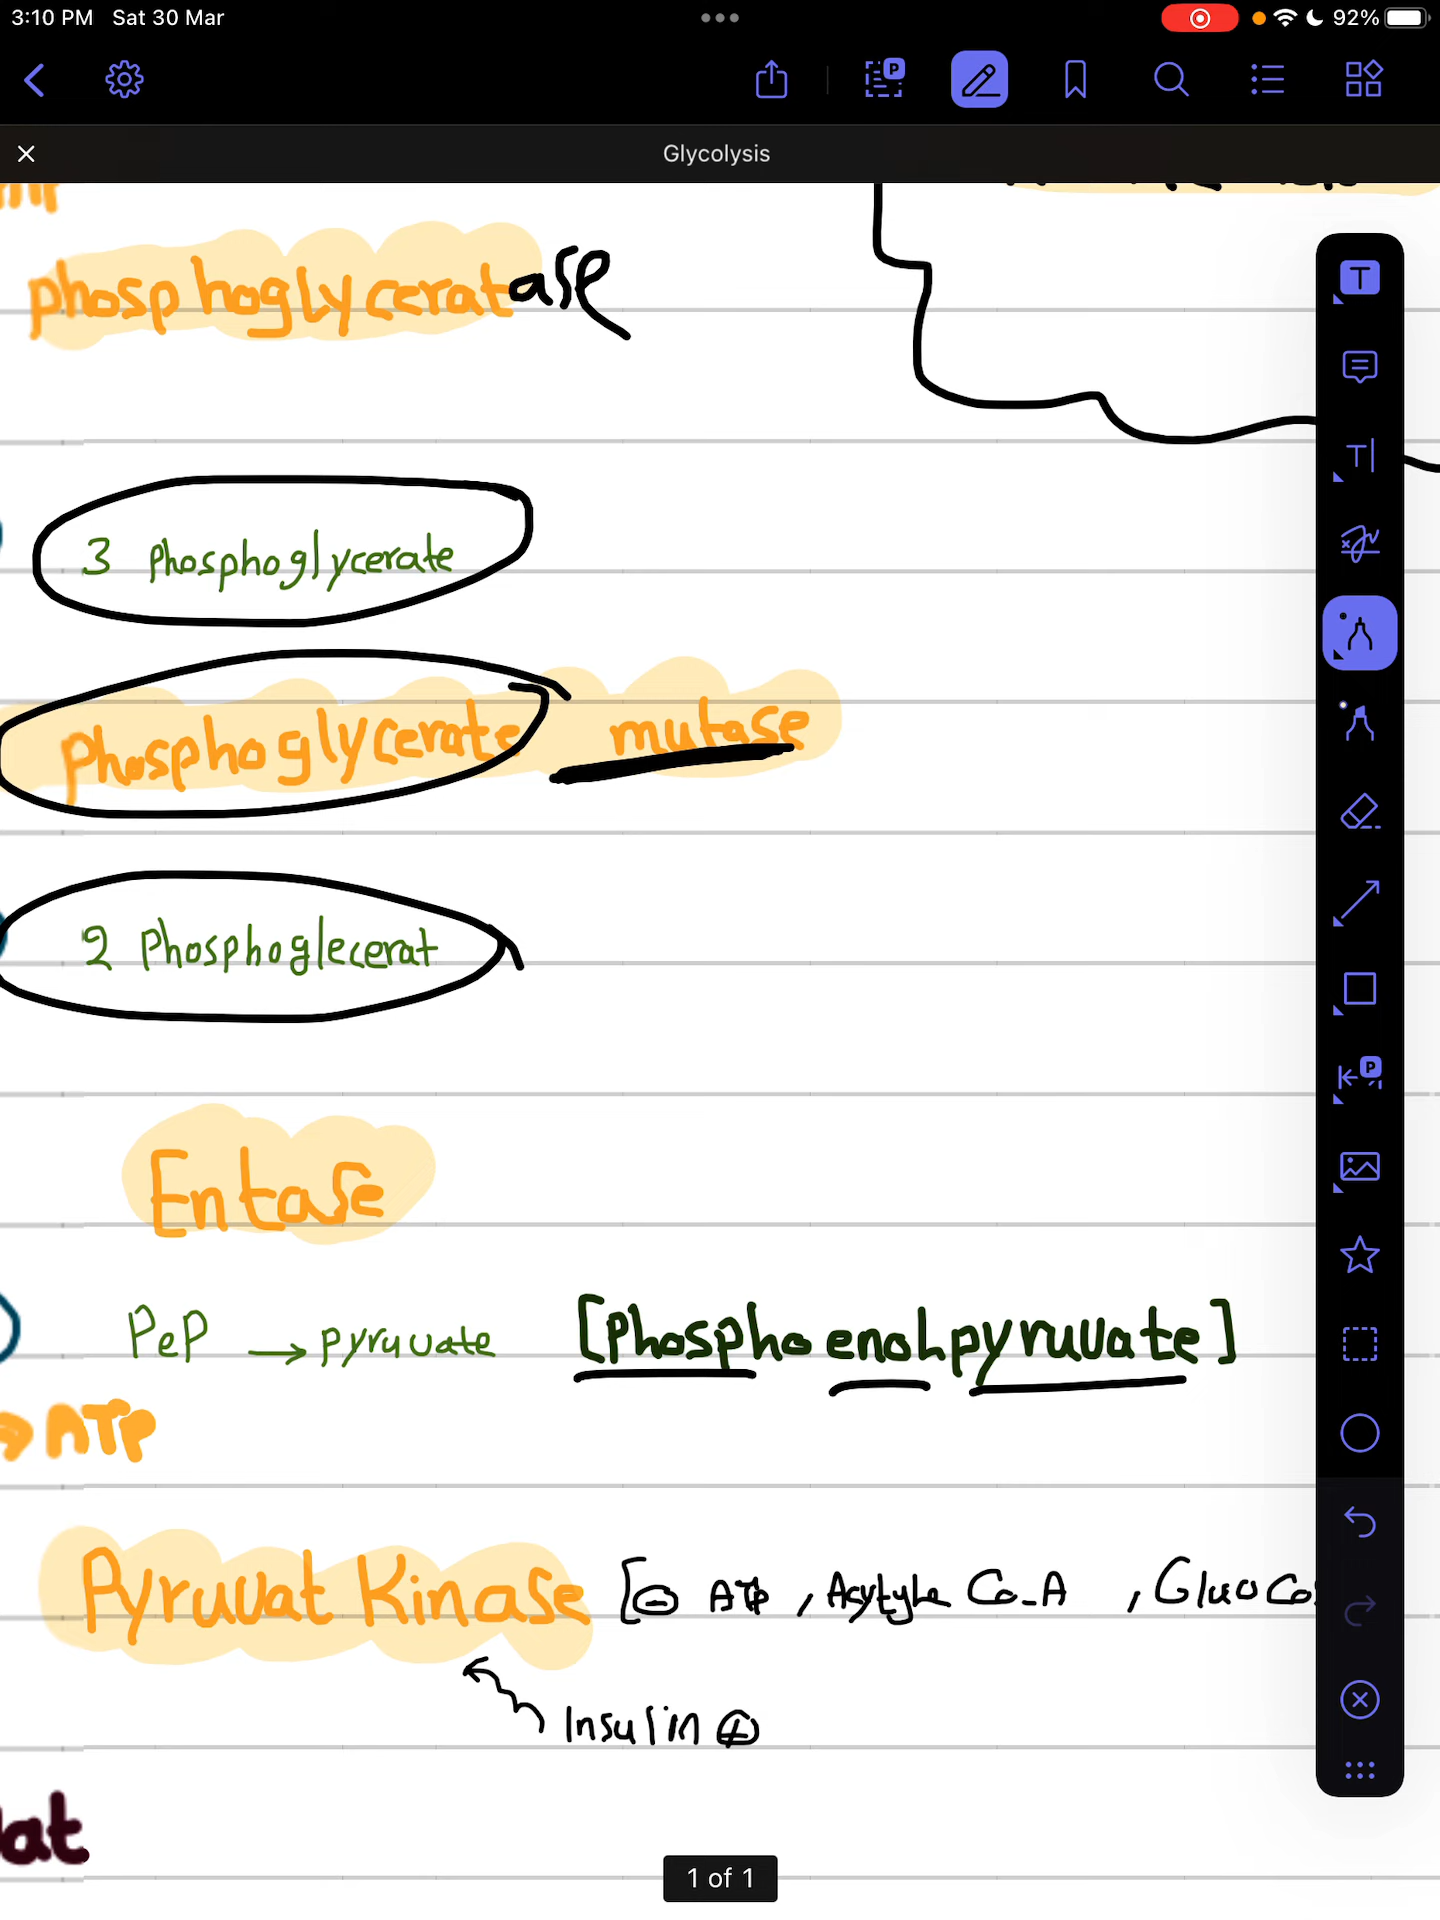 3:10 PM Sat 30 Mar
92%
Glycolysis
phosphoglyceratase
3 Phosphoglycerate
Phosphoglycerate mutase
2 Phosphoglecerat
Entase
PeP → pyruvate [Phosphoenolpyruvate]
→ ATP
Pyruvat Kinase [⊖ ATP, Acytyle Co-A, Gluoco
Insulin ⊕
at
1 of 1